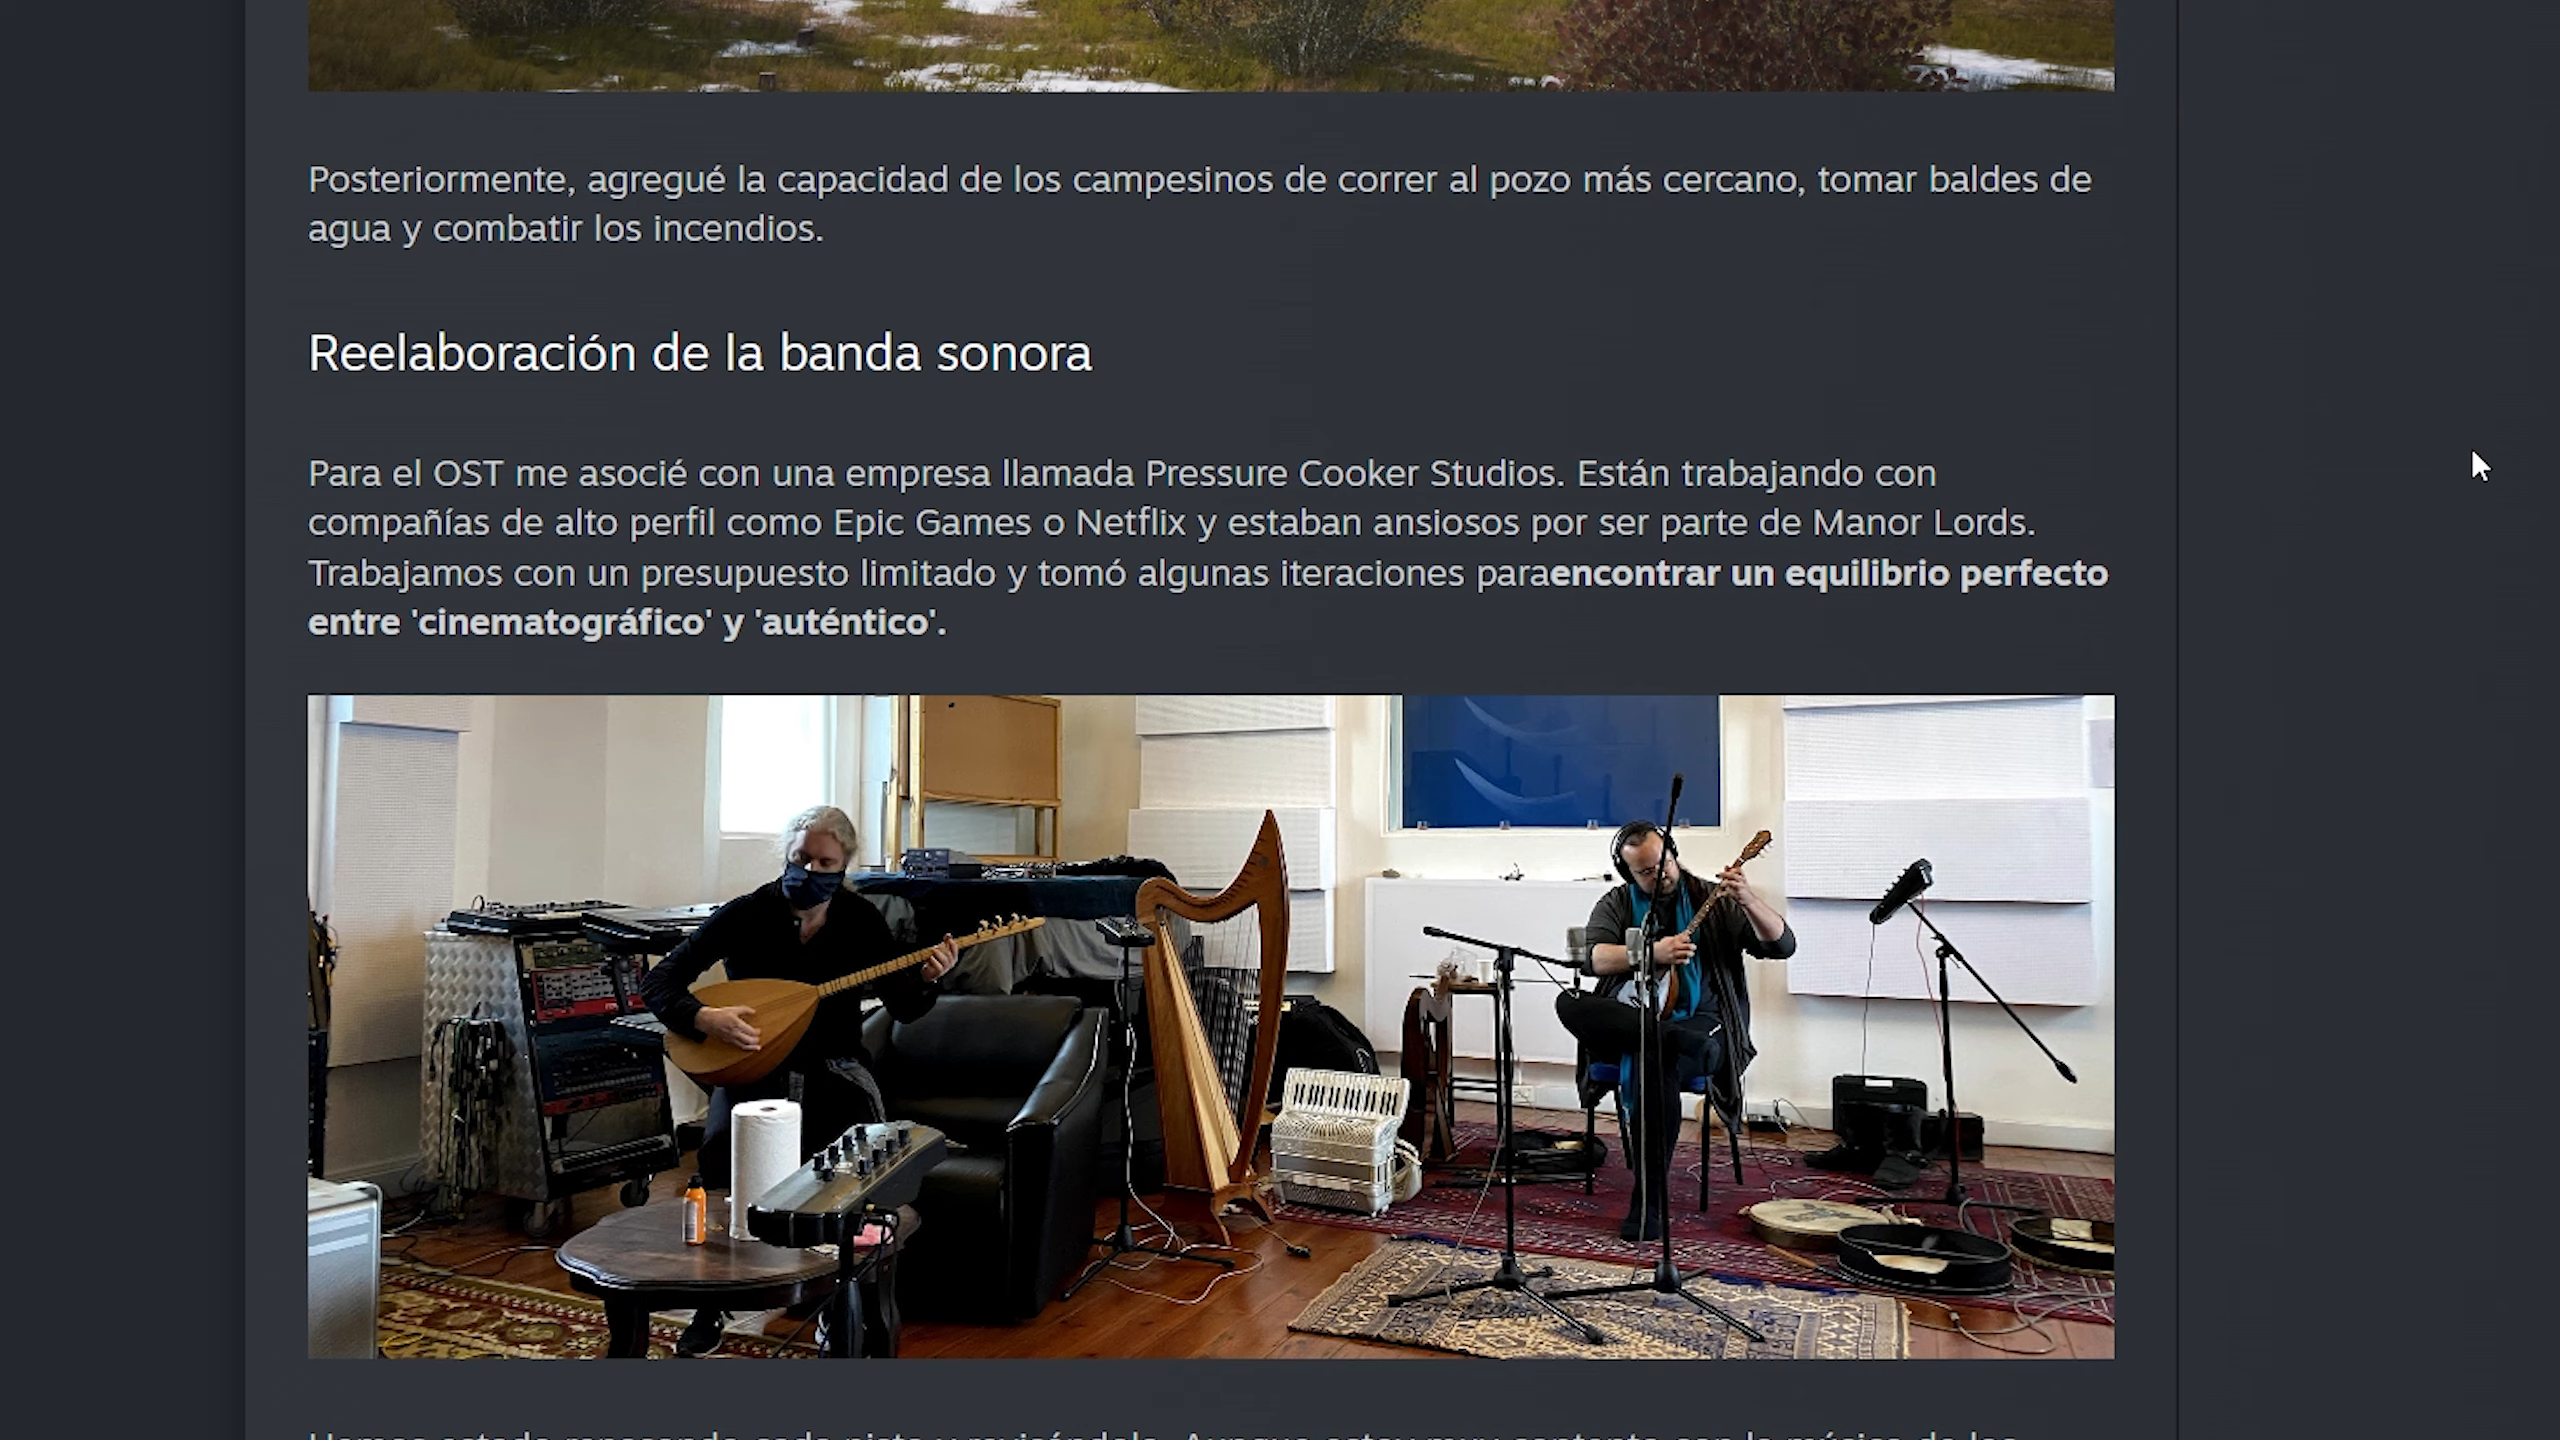 Posteriormente, agregué la capacidad de los campesinos de correr al pozo más cercano, tomar baldes de
agua y combatir los incendios.
Reelaboración de la banda sonora
Para el OST me asocié con una empresa llamada Pressure Cooker Studios. Están trabajando con
compañías de alto perfil como Epic Games o Netflix y estaban ansiosos por ser parte de Manor Lords.
Trabajamos con un presupuesto limitado y tomó algunas iteraciones paraencontrar un equilibrio perfecto
entre 'cinematográfico' y 'auténtico'.